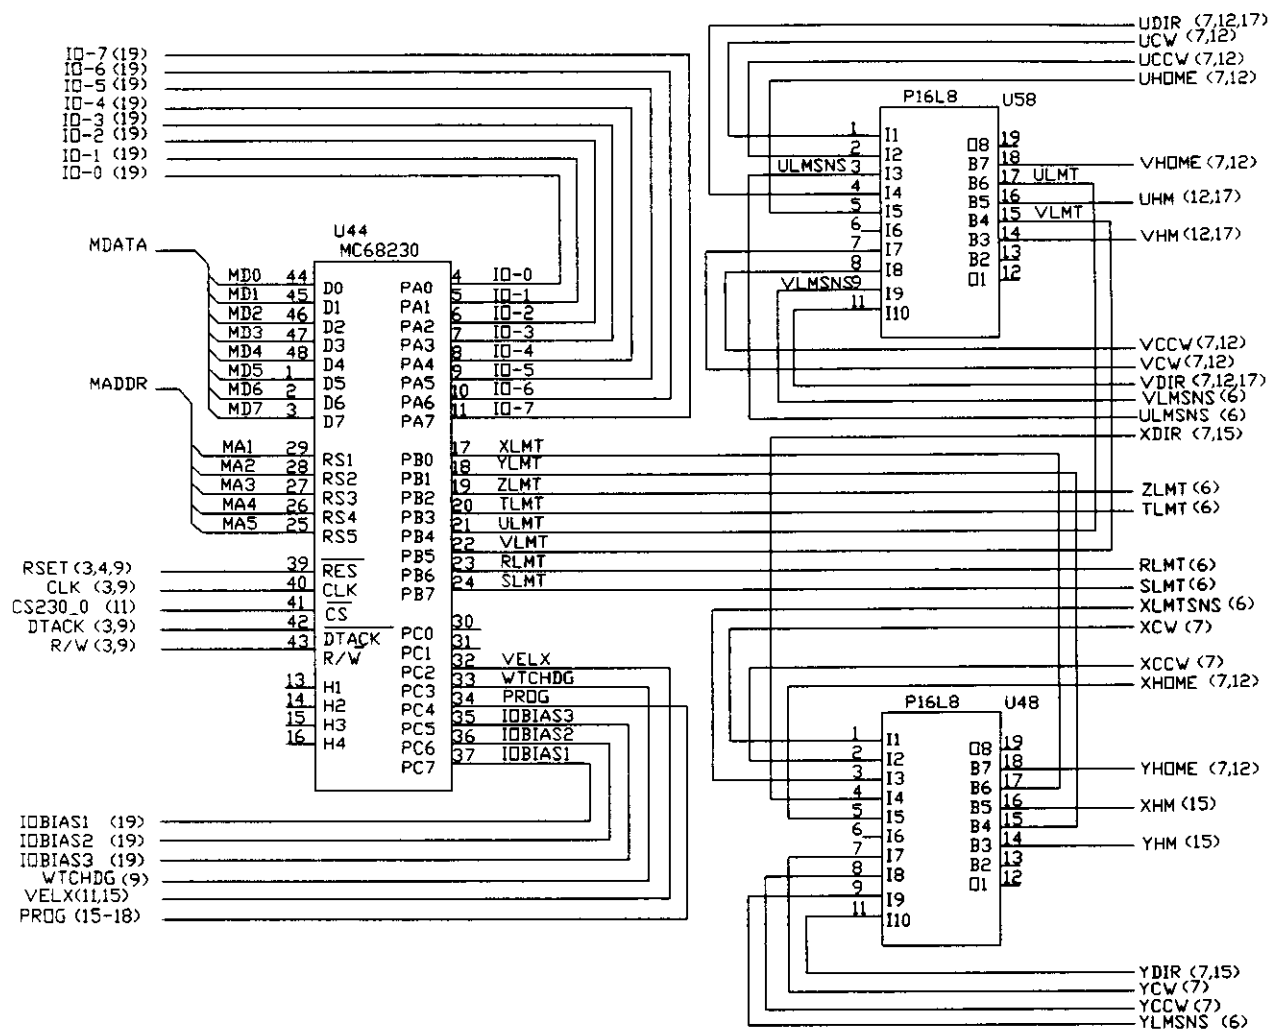 IO-7 (19)
IO-6 (19)
IO-5 (19)
IO-4 (19)
IO-3 (19)
IO-2 (19)
IO-1 (19)
IO-0 (19)
MDATA
MADDR
RSET (3,4,9)
CLK (3,9)
CS230_0 (11)
DTACK (3,9)
R/W (3,9)
IOBIAS1 (19)
IOBIAS2 (19)
IOBIAS3 (19)
WTCHDG (9)
VELX(11,15)
PROG (15-18)
U44
MC68230
MD0 44 D0
MD1 45 D1
MD2 46 D2
MD3 47 D3
MD4 48 D4
MD5 1 D5
MD6 2 D6
MD7 3 D7
MA1 29 RS1
MA2 28 RS2
MA3 27 RS3
MA4 26 RS4
MA5 25 RS5
39 RES
40 CLK
41 CS
42 DTACK
43 R/W
13 H1
14 H2
15 H3
16 H4
PA0 4 IO-0
PA1 5 IO-1
PA2 6 IO-2
PA3 7 IO-3
PA4 8 IO-4
PA5 9 IO-5
PA6 10 IO-6
PA7 11 IO-7
PB0 17 XLMT
PB1 18 YLMT
PB2 19 ZLMT
PB3 20 TLMT
PB4 21 ULMT
PB5 22 VLMT
PB6 23 RLMT
PB7 24 SLMT
PC0 30
PC1 31
PC2 32 VELX
PC3 33 WTCHDG
PC4 34 PROG
PC5 35 IOBIAS3
PC6 36 IOBIAS2
PC7 37 IOBIAS1
P16L8 U58
1 I1
2 I2
ULMSNS 3 I3
4 I4
5 I5
6 I6
7 I7
8 I8
VLMSNS 9 I9
11 I10
O8 19
B7 18
B6 17 ULMT
B5 16
B4 15 VLMT
B3 14
B2 13
O1 12
P16L8 U48
1 I1
2 I2
3 I3
4 I4
5 I5
6 I6
7 I7
8 I8
9 I9
11 I10
O8 19
B7 18
B6 17
B5 16
B4 15
B3 14
B2 13
O1 12
UDIR (7,12,17)
UCW (7,12)
UCCW (7,12)
UHOME (7,12)
VHOME (7,12)
UHM (12,17)
VHM (12,17)
VCCW (7,12)
VCW (7,12)
VDIR (7,12,17)
VLMSNS (6)
ULMSNS (6)
XDIR (7,15)
ZLMT (6)
TLMT (6)
RLMT (6)
SLMT (6)
XLMTSNS (6)
XCW (7)
XCCW (7)
XHOME (7,12)
YHOME (7,12)
XHM (15)
YHM (15)
YDIR (7,15)
YCW (7)
YCCW (7)
YLMSNS (6)